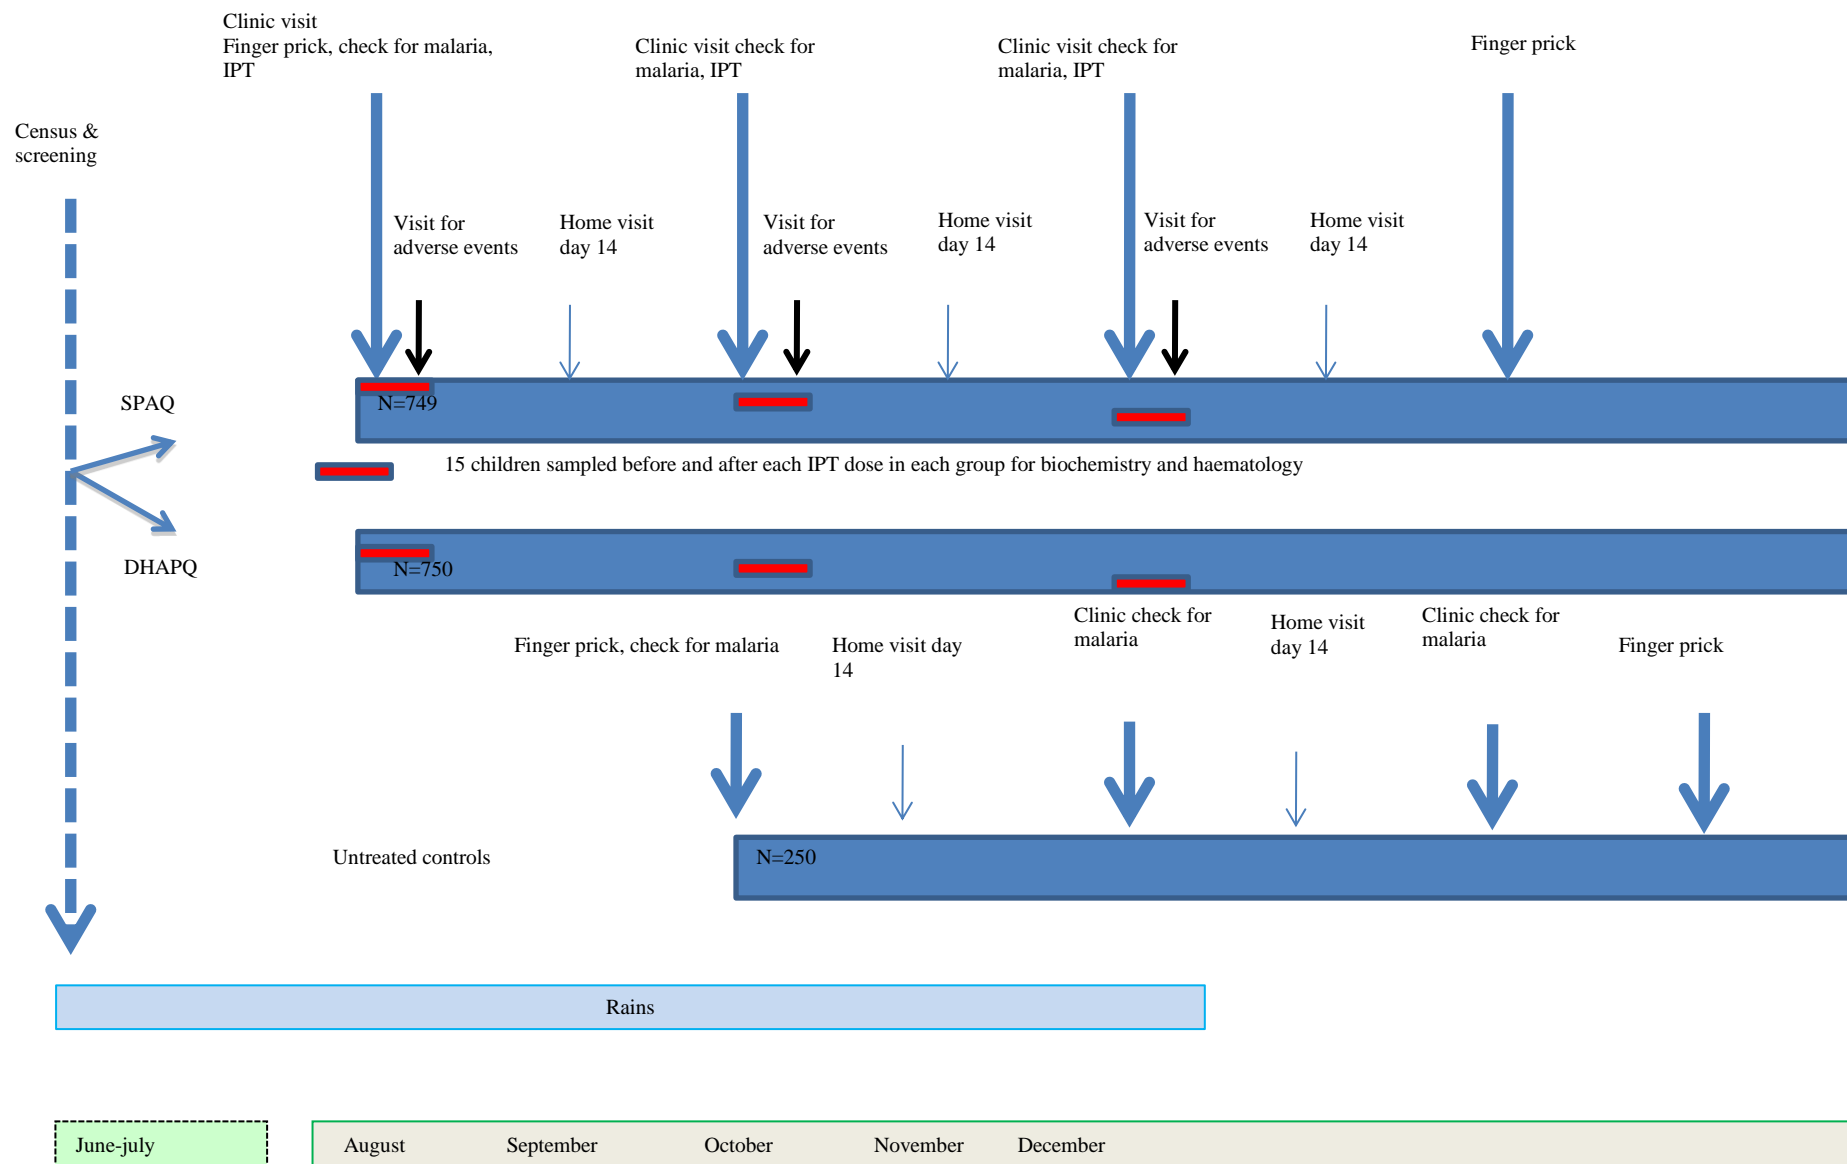 Clinic visit
Finger prick, check for malaria,
IPT
Clinic visit check for
malaria, IPT
Clinic visit check for
malaria, IPT
Finger prick
Census &
screening
Visit for
adverse events
Home visit
day 14
Visit for
adverse events
Home visit
day 14
Visit for
adverse events
Home visit
day 14
SPAQ
N=749
15 children sampled before and after each IPT dose in each group for biochemistry and haematology
DHAPQ
N=750
Finger prick, check for malaria
Home visit day
14
Clinic check for
malaria
Home visit
day 14
Clinic check for
malaria
Finger prick
Untreated controls
N=250
Rains
June-july
August
September
October
November
December